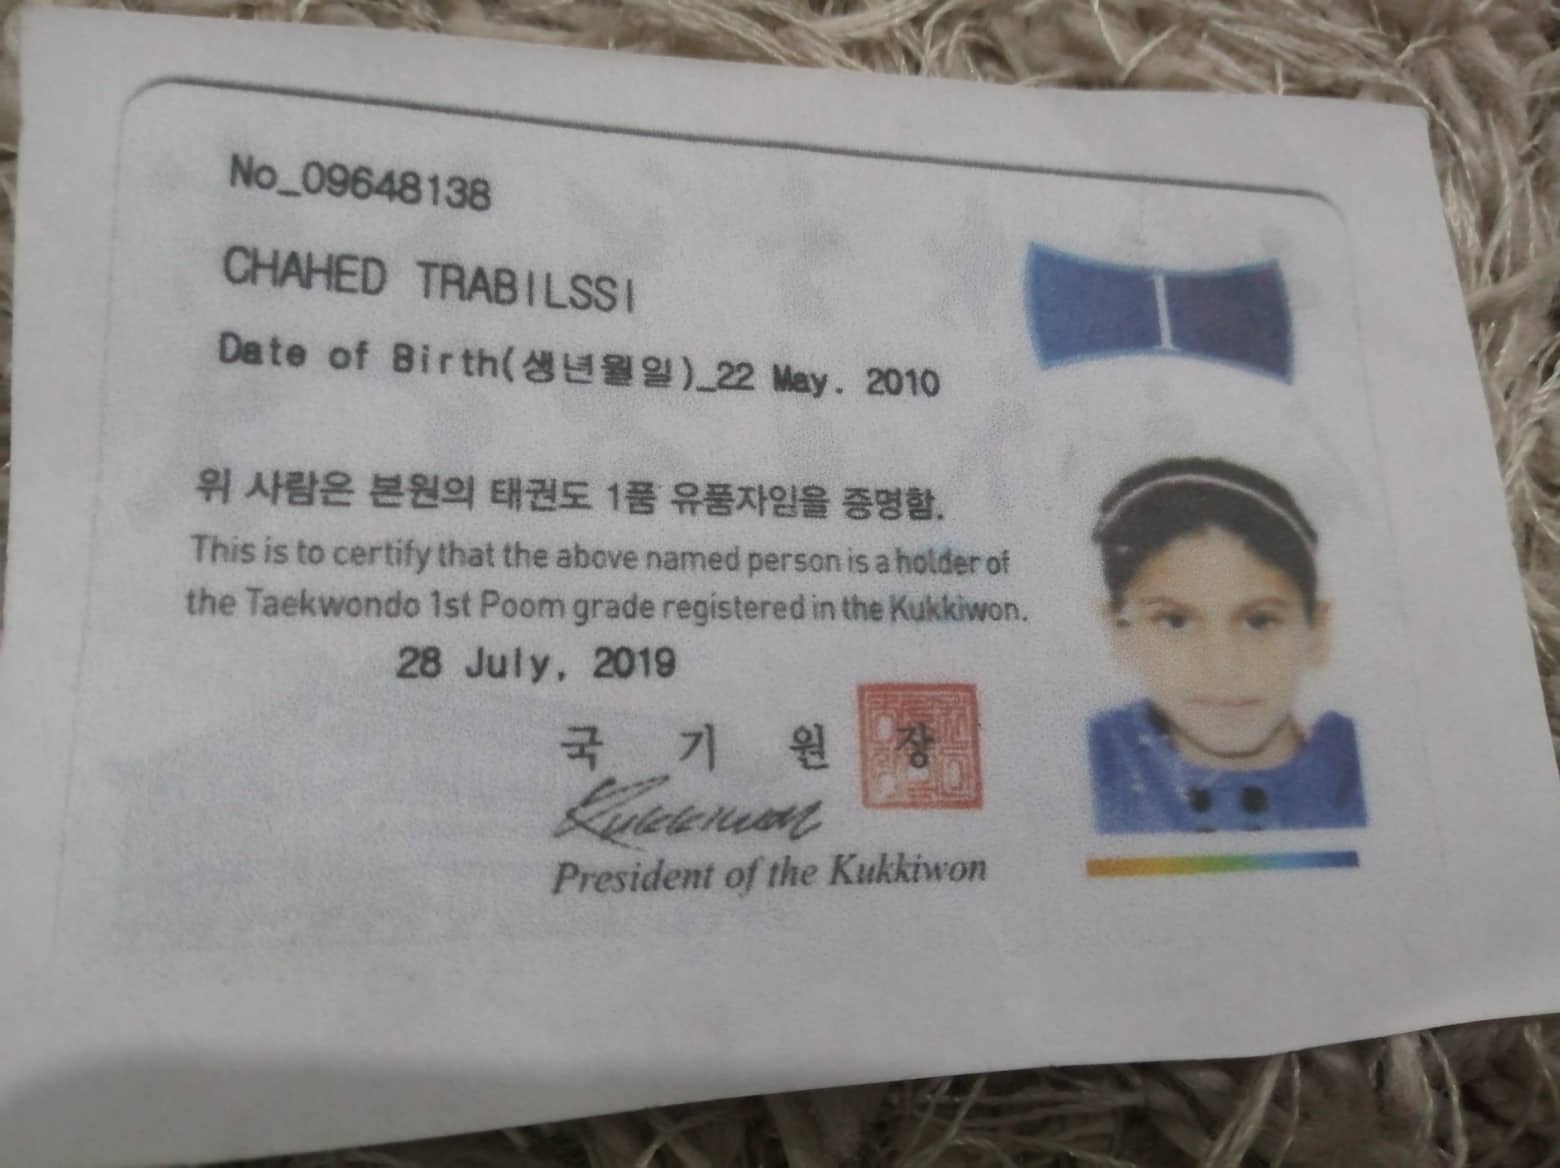 No_09648138
CHAHED TRABILSSI
Date of Birth(생년월일)_22 May. 2010
I
위 사람은 본원의 태권도 1품 유품자임을 증명함.
This is to certify that the above named person is a holder of
the Taekwondo 1st Poom grade registered in the Kukkiwon.
28 July, 2019
국 기 원 장
Kukkiwon
President of the Kukkiwon